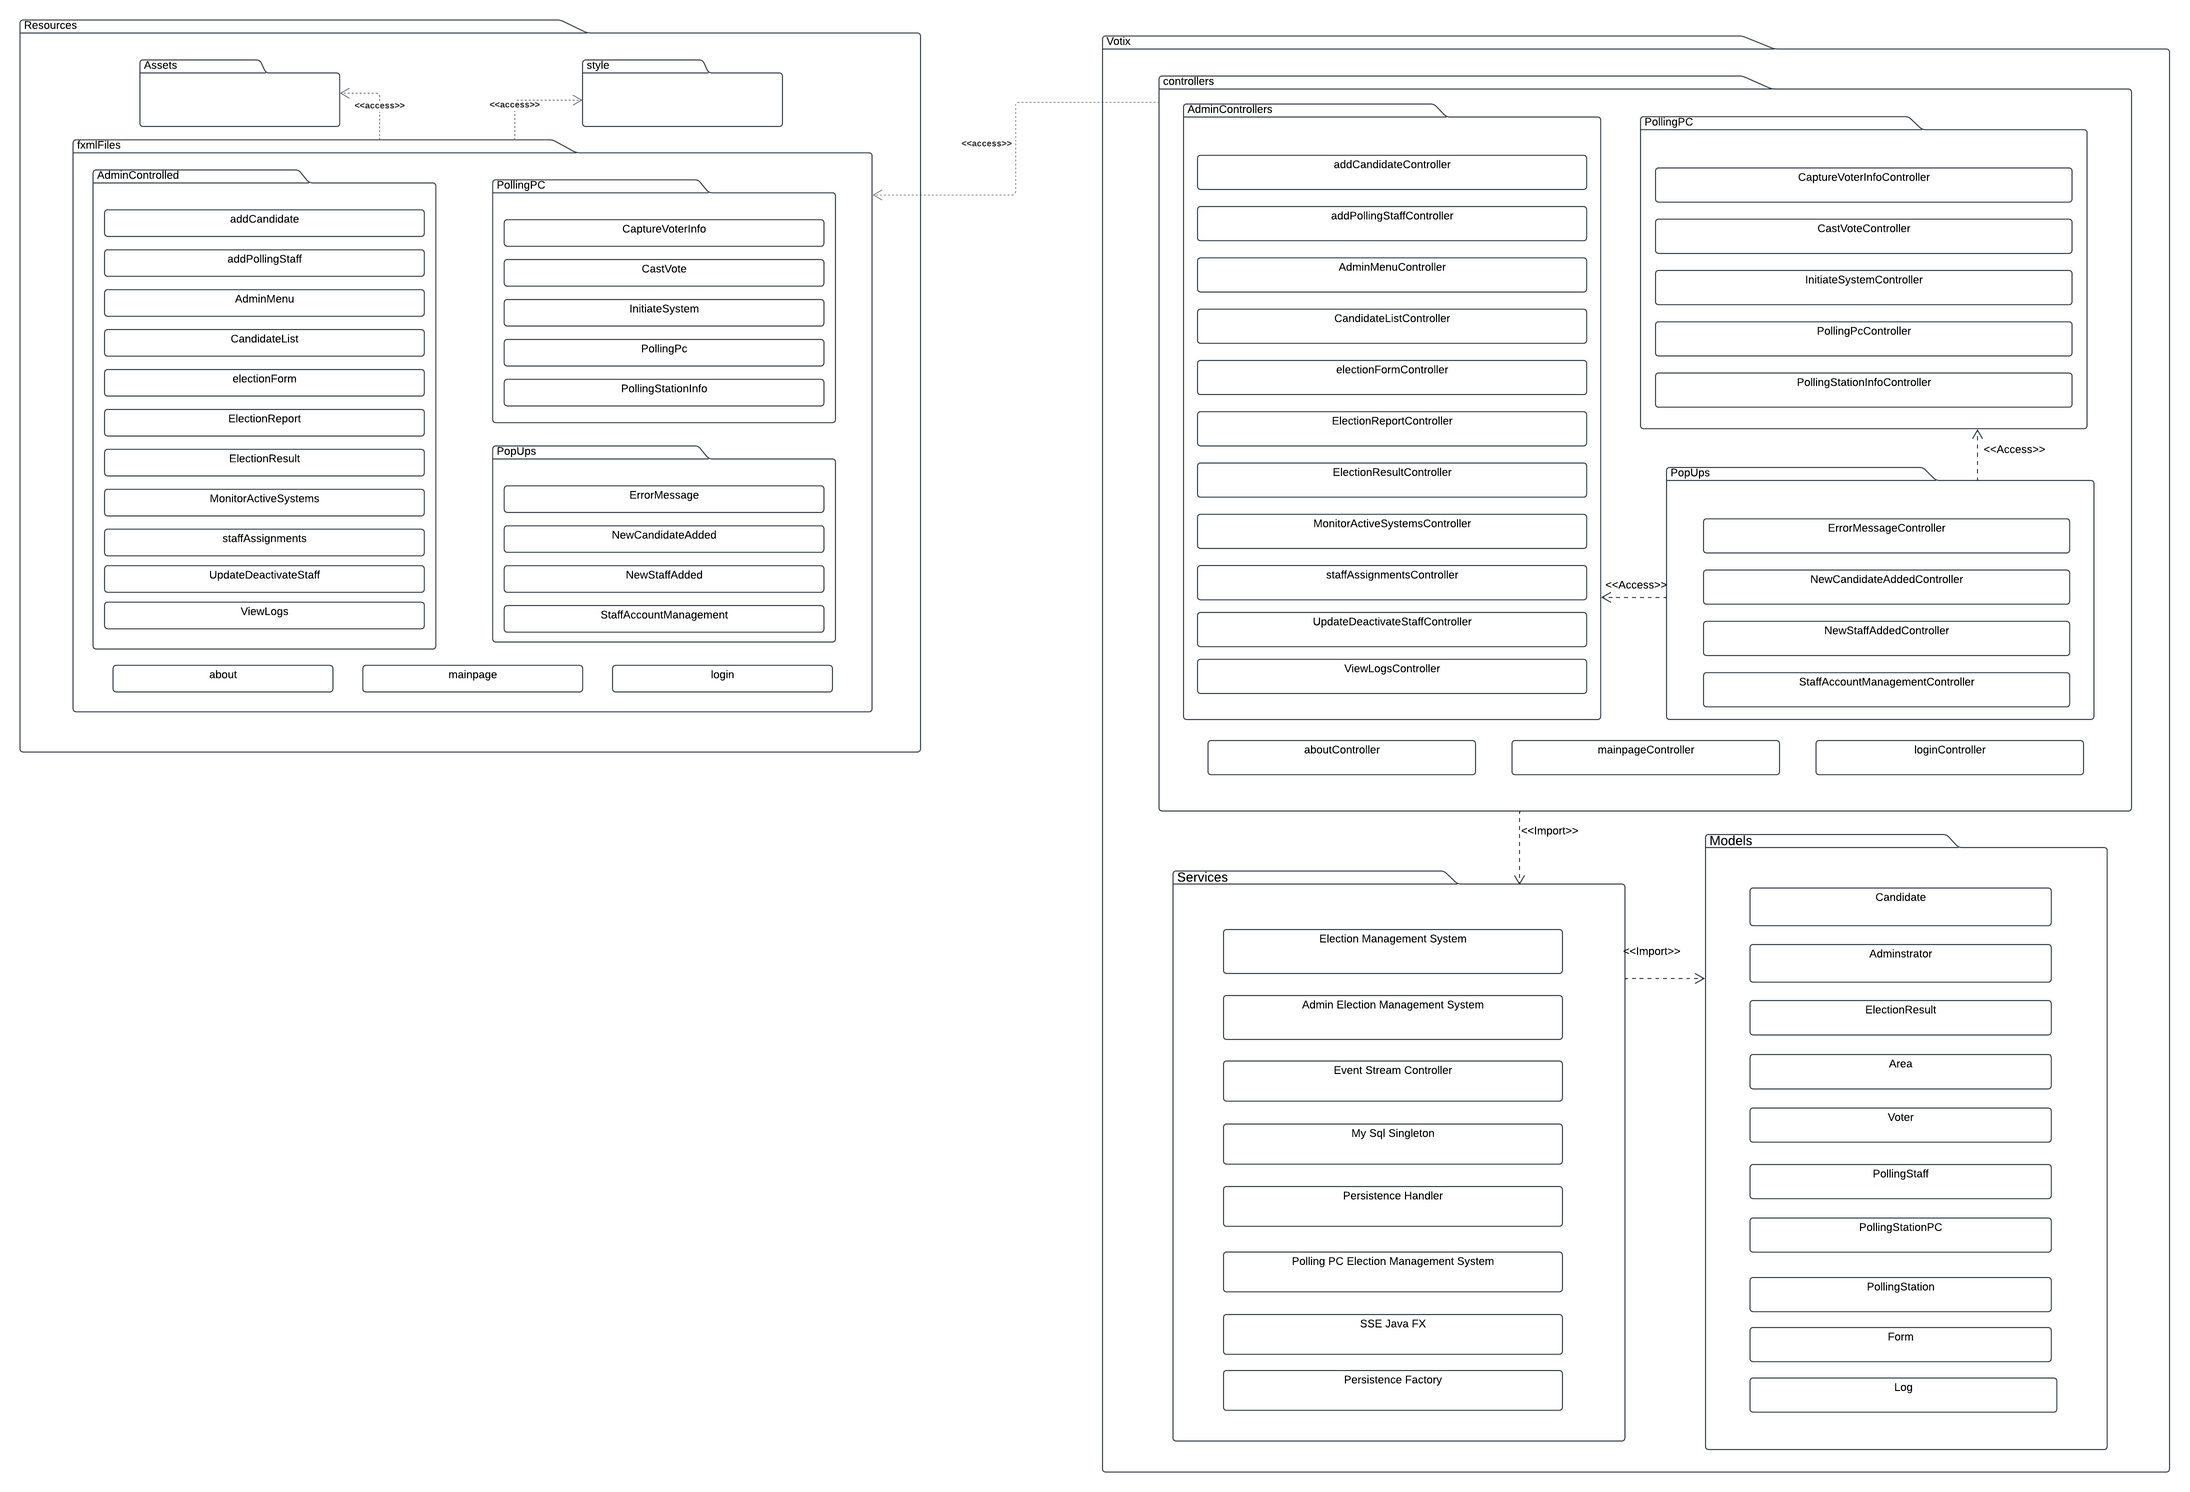 Resources
Assets
<<access>>
style
<<access>>
fxmlFiles
AdminControlled
addCandidate
addPollingStaff
AdminMenu
CandidateList
electionForm
ElectionReport
ElectionResult
MonitorActiveSystems
staffAssignments
UpdateDeactivateStaff
ViewLogs
PollingPC
CaptureVoterInfo
CastVote
InitiateSystem
PollingPc
PollingStationInfo
PopUps
ErrorMessage
NewCandidateAdded
NewStaffAdded
StaffAccountManagement
about
mainpage
login
<<access>>
Votix
controllers
AdminControllers
addCandidateController
addPollingStaffController
AdminMenuController
CandidateListController
electionFormController
ElectionReportController
ElectionResultController
MonitorActiveSystemsController
staffAssignmentsController
UpdateDeactivateStaffController
ViewLogsController
PollingPC
CaptureVoterInfoController
CastVoteController
InitiateSystemController
PollingPcController
PollingStationInfoController
<<Access>>
PopUps
<<Access>>
ErrorMessageController
NewCandidateAddedController
NewStaffAddedController
StaffAccountManagementController
aboutController
mainpageController
loginController
<<Import>>
Services
Election Management System
Admin Election Management System
Event Stream Controller
My Sql Singleton
Persistence Handler
Polling PC Election Management System
SSE Java FX
Persistence Factory
<<Import>>
Models
Candidate
Adminstrator
ElectionResult
Area
Voter
PollingStaff
PollingStationPC
PollingStation
Form
Log